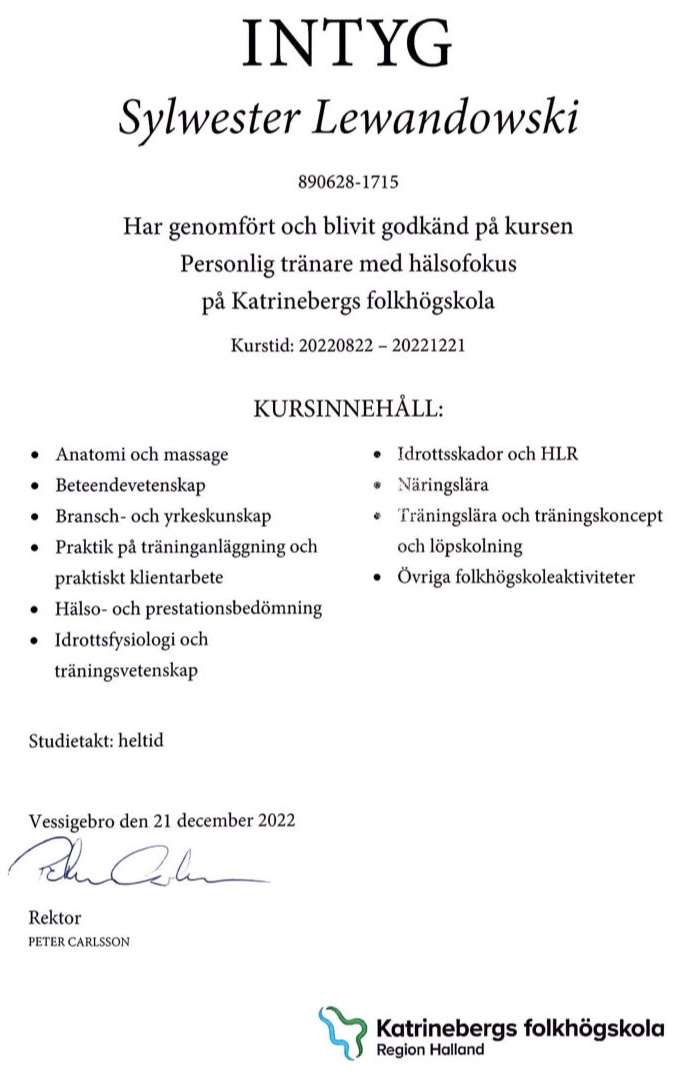 INTYG
Sylwester Lewandowski
890628-1715
Har genomfört och blivit godkänd på kursen
Personlig tränare med hälsofokus
på Katrinebergs folkhögskola
Kurstid: 20220822 – 20221221
KURSINNEHÅLL:
• Anatomi och massage
• Beteendevetenskap
• Bransch- och yrkeskunskap
• Praktik på träninganläggning och
praktiskt klientarbete
• Hälso- och prestationsbedömning
• Idrottsfysiologi och
träningsvetenskap
• Idrottsskador och HLR
• Näringslära
• Träningslära och träningskoncept
och löpskolning
• Övriga folkhögskoleaktiviteter
Studietakt: heltid
Vessigebro den 21 december 2022
Rektor
PETER CARLSSON
Katrinebergs folkhögskola
Region Halland